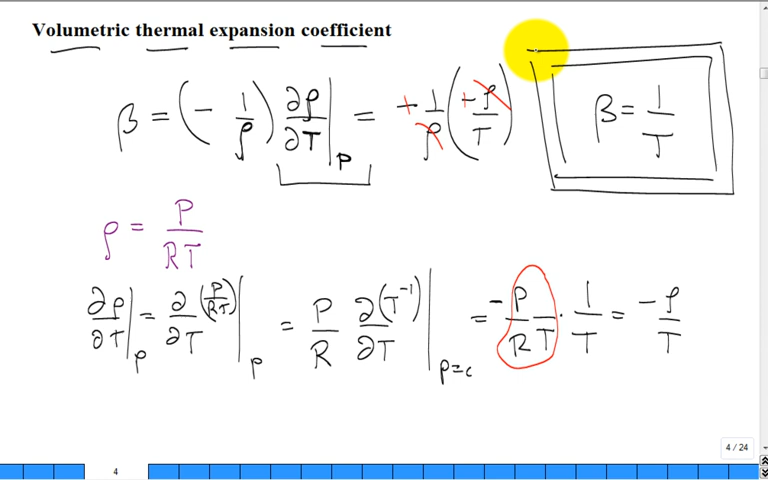 Volumetric thermal expansion coefficient
β = (- 1/ρ) ∂ρ/∂T |P = + 1/ρ (+ ρ/T) β = 1/T
ρ = P/RT
∂ρ/∂T |P = ∂(P/RT)/∂T |P = P/R ∂(T⁻¹)/∂T |P=c = - P/RT · 1/T = -ρ/T
4 / 24
4